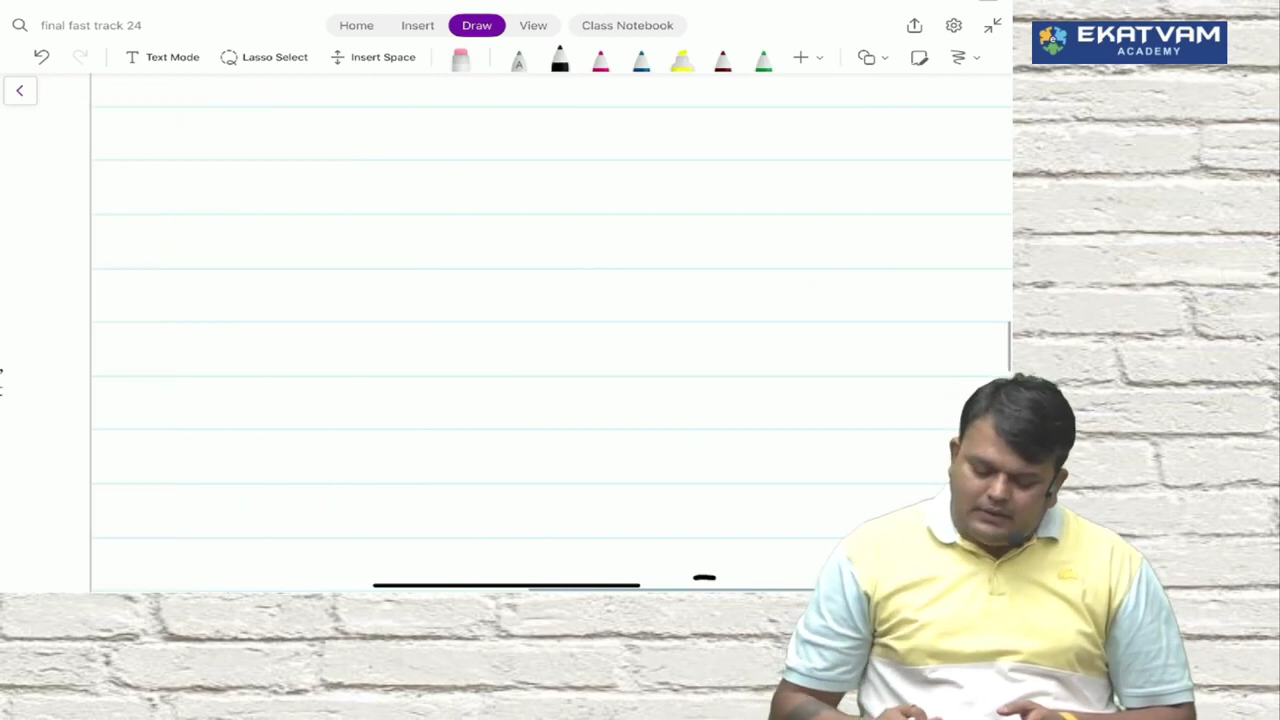 final fast track 24
Home Insert Draw View Class Notebook
Text Mode Lasso Select Insert Space
A
EKATVAM
ACADEMY